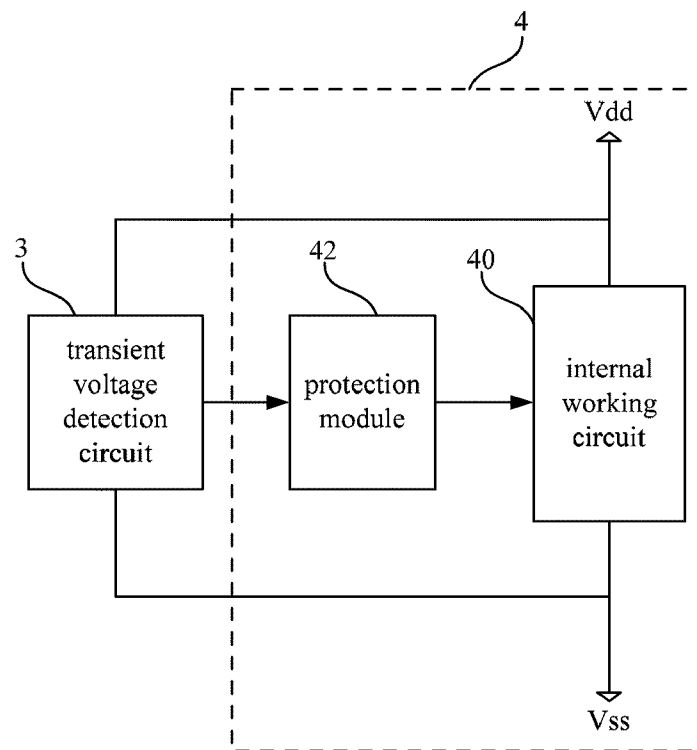 4
Vdd
3
42
40
transient
voltage
detection
circuit
protection
module
internal
working
circuit
Vss